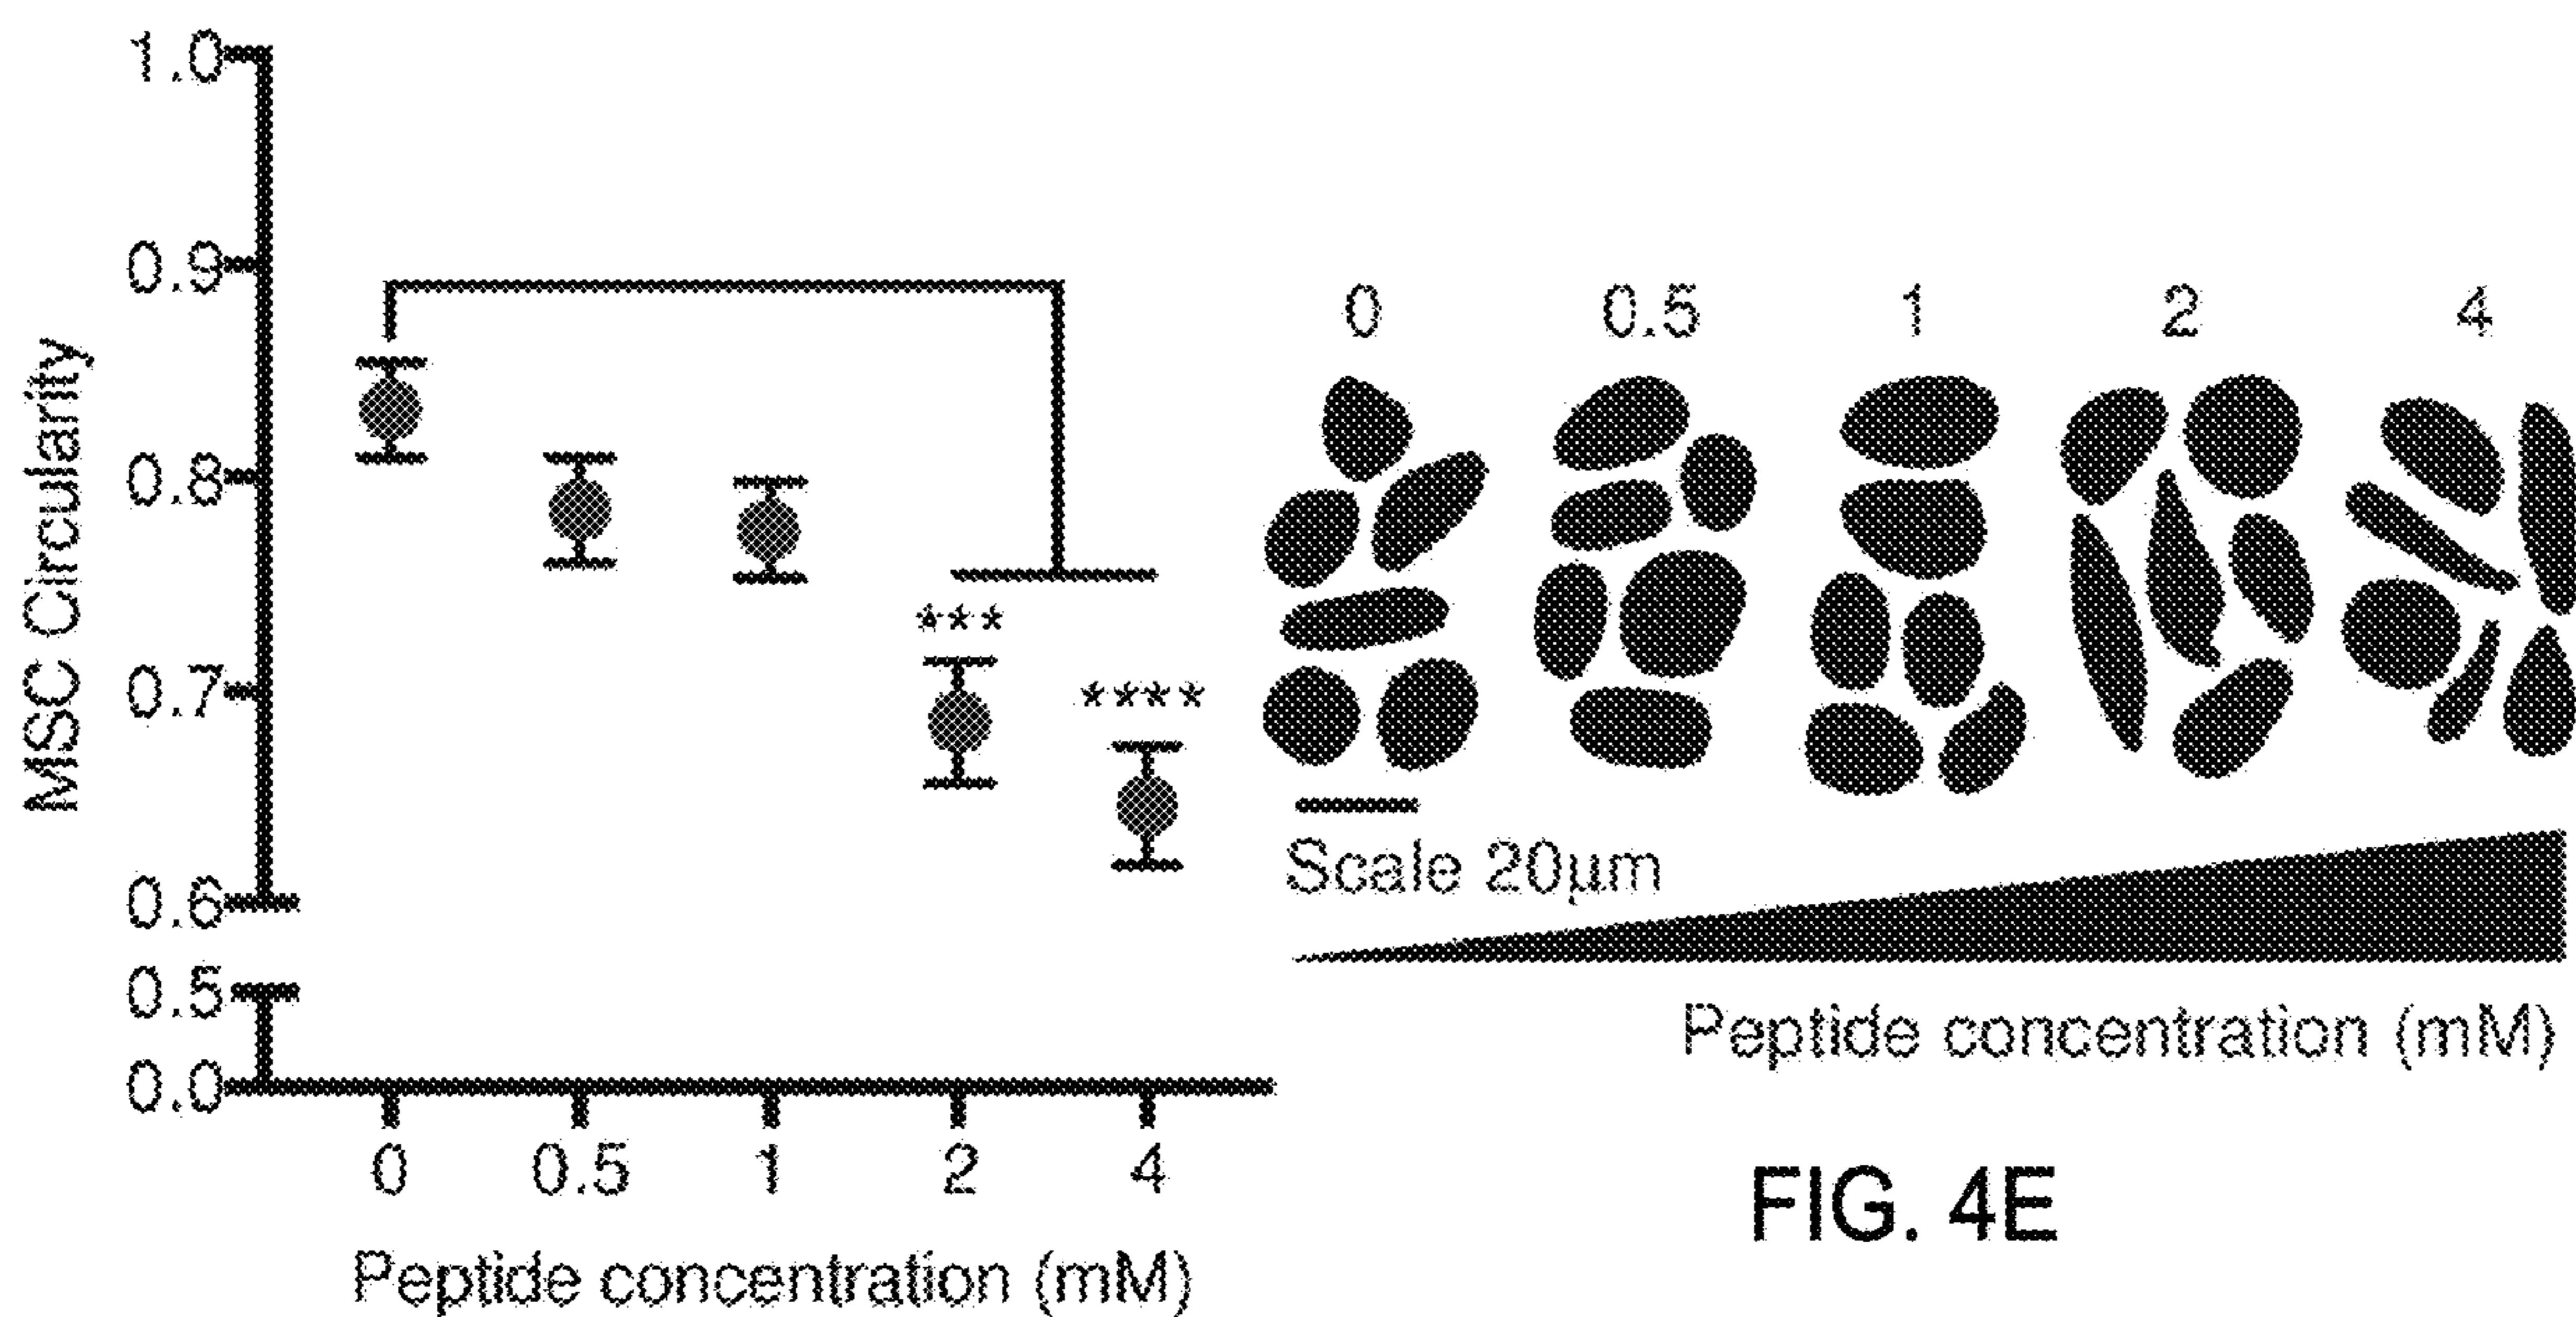 1.0
0.9
0.8
0.7
0.6
0.5
0.0
MSC Circularity
***
****
0 0.5 1 2 4
Peptide concentration (mM)
0 0.5 1 2 4
Scale 20µm
Peptide concentration (mM)
FIG. 4E